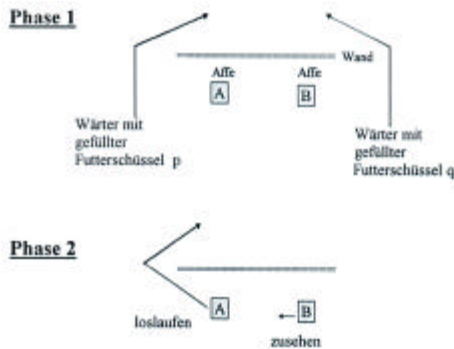 Phase 1
Wand
Affe Affe
A B
Wärter mit
gefüllter
Futterschüssel p
Wärter mit
gefüllter
Futterschüssel q
Phase 2
A B
loslaufen
zusehen